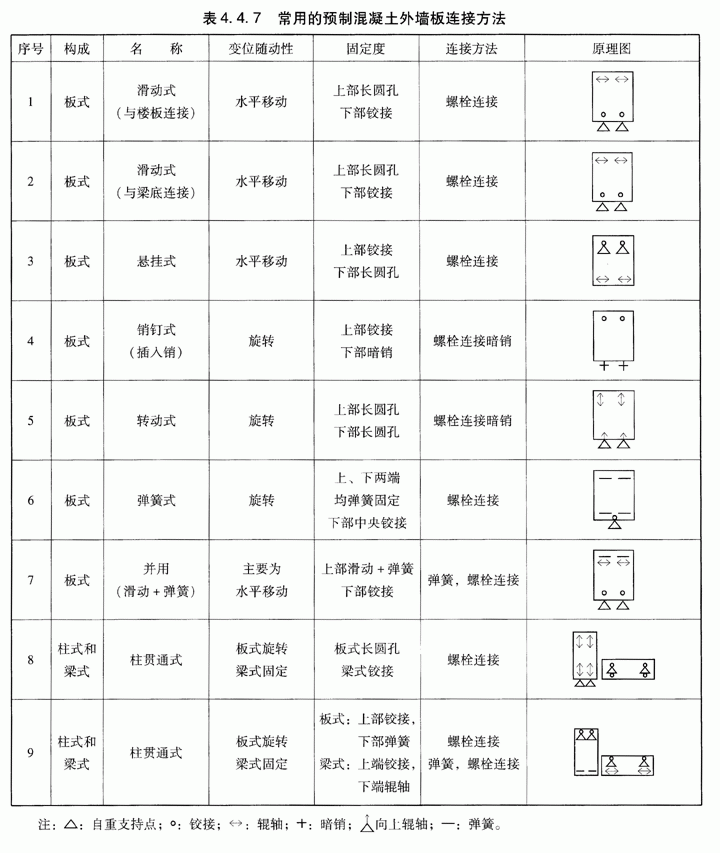 表 4. 4. 7 常用的预制混凝土外墙板连接方法
序号 构成 名 称 变位随动性 固定度 连接方法 原理图
1 板式 滑动式
（与楼板连接） 水平移动 上部长圆孔
下部铰接 螺栓连接
2 板式 滑动式
（与梁底连接） 水平移动 上部长圆孔
下部铰接 螺栓连接
3 板式 悬挂式 水平移动 上部铰接
下部长圆孔 螺栓连接
4 板式 销钉式
（插入销） 旋转 上部铰接
下部暗销 螺栓连接暗销
5 板式 转动式 旋转 上部长圆孔
下部长圆孔 螺栓连接暗销
6 板式 弹簧式 旋转 上、下两端
均弹簧固定
下部中央铰接 螺栓连接
7 板式 并用
（滑动＋弹簧） 主要为
水平移动 上部滑动＋弹簧
下部铰接 弹簧，螺栓连接
8 柱式和
梁式 柱贯通式 板式旋转
梁式固定 板式长圆孔
梁式铰接 螺栓连接
9 柱式和
梁式 柱贯通式 板式旋转
梁式固定 板式：上部铰接，
下部弹簧
梁式：上端铰接，
下端辊轴 螺栓连接
弹簧，螺栓连接
注：△：自重支持点；∘：铰接；↔：辊轴；＋：暗销；向上辊轴；—：弹簧。